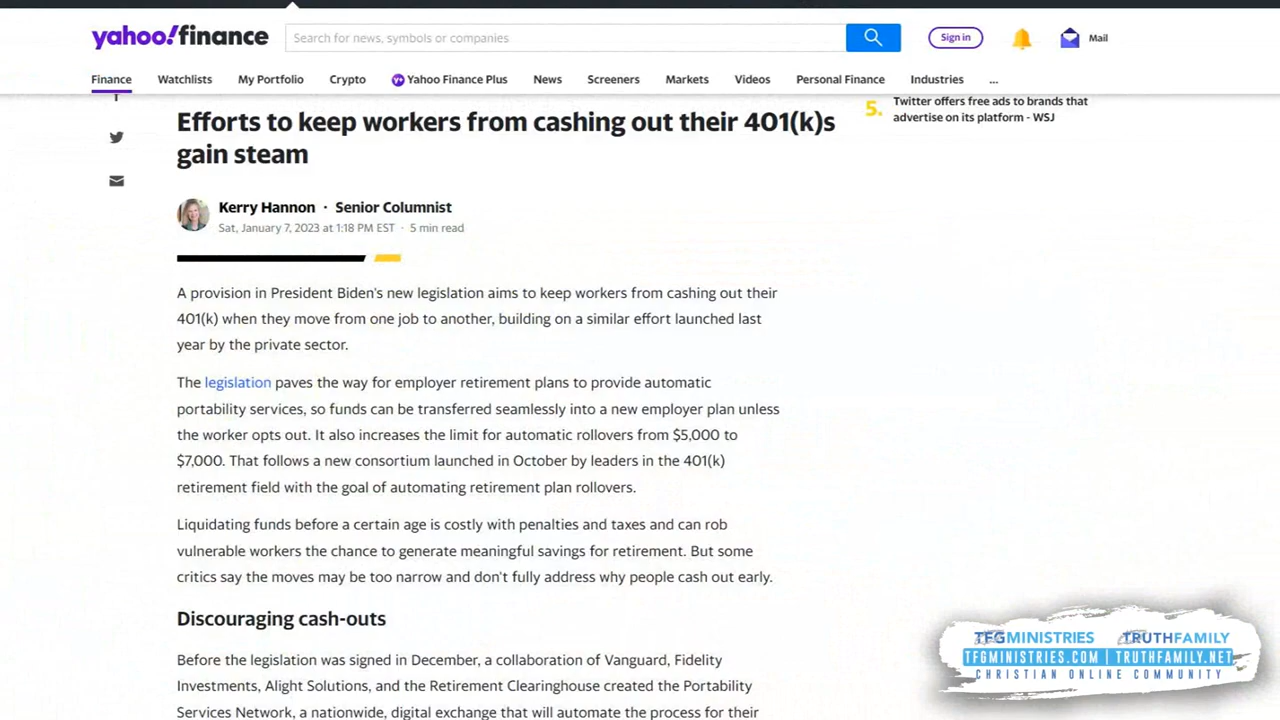 yahoo!finance
Search for news, symbols or companies
Sign in
Mail
Finance
Watchlists
My Portfolio
Crypto
Yahoo Finance Plus
News
Screeners
Markets
Videos
Personal Finance
Industries
...
5. Twitter offers free ads to brands that
advertise on its platform - WSJ
Efforts to keep workers from cashing out their 401(k)s
gain steam
Kerry Hannon · Senior Columnist
Sat, January 7, 2023 at 1:18 PM EST · 5 min read
A provision in President Biden's new legislation aims to keep workers from cashing out their
401(k) when they move from one job to another, building on a similar effort launched last
year by the private sector.
The legislation paves the way for employer retirement plans to provide automatic
portability services, so funds can be transferred seamlessly into a new employer plan unless
the worker opts out. It also increases the limit for automatic rollovers from $5,000 to
$7,000. That follows a new consortium launched in October by leaders in the 401(k)
retirement field with the goal of automating retirement plan rollovers.
Liquidating funds before a certain age is costly with penalties and taxes and can rob
vulnerable workers the chance to generate meaningful savings for retirement. But some
critics say the moves may be too narrow and don't fully address why people cash out early.
Discouraging cash-outs
Before the legislation was signed in December, a collaboration of Vanguard, Fidelity
Investments, Alight Solutions, and the Retirement Clearinghouse created the Portability
Services Network, a nationwide, digital exchange that will automate the process for their
TFGMINISTRIES TRUTHFAMILY
TFGMINISTRIES.COM | TRUTHFAMILY.NET
CHRISTIAN ONLINE COMMUNITY